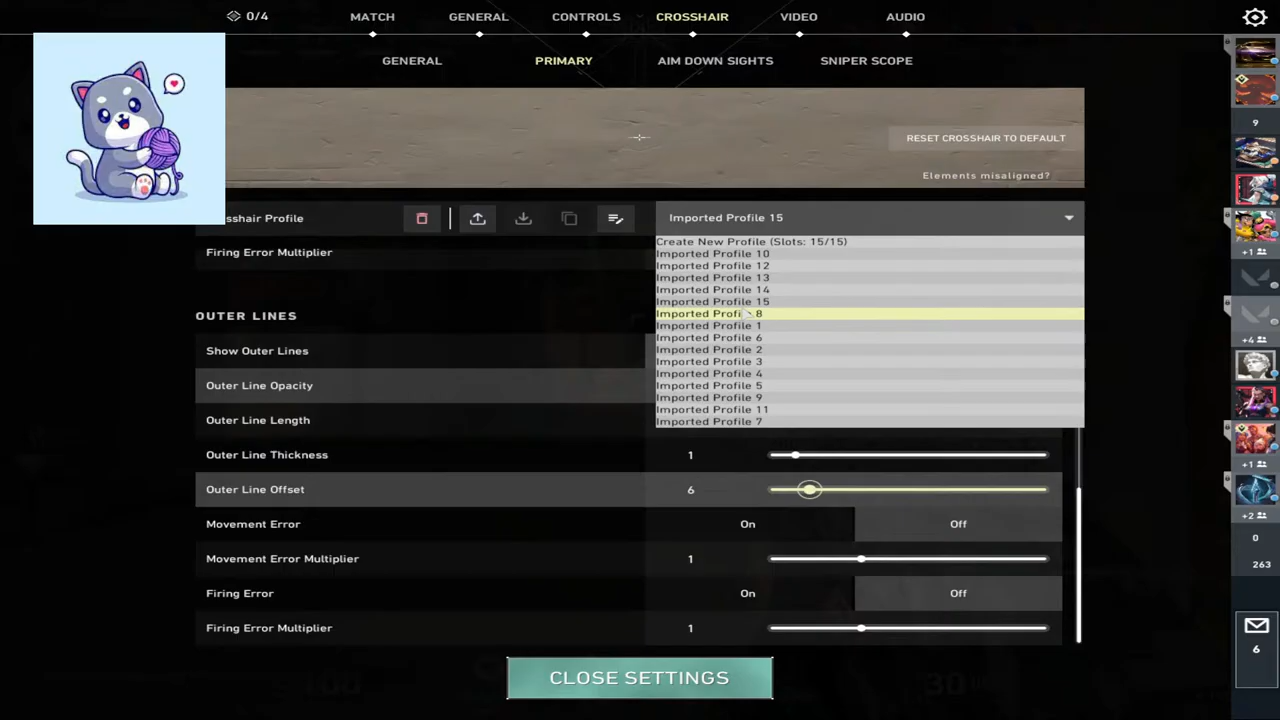 0/4
MATCH
GENERAL
CONTROLS
CROSSHAIR
VIDEO
AUDIO
GENERAL
PRIMARY
AIM DOWN SIGHTS
SNIPER SCOPE
RESET CROSSHAIR TO DEFAULT
Elements misaligned?
sshair Profile
Imported Profile 15
Create New Profile (Slots: 15/15)
Imported Profile 10
Imported Profile 12
Imported Profile 13
Imported Profile 14
Imported Profile 15
Imported Profile 8
Imported Profile 1
Imported Profile 6
Imported Profile 2
Imported Profile 3
Imported Profile 4
Imported Profile 5
Imported Profile 9
Imported Profile 11
Imported Profile 7
Firing Error Multiplier
OUTER LINES
Show Outer Lines
Outer Line Opacity
Outer Line Length
Outer Line Thickness 1
Outer Line Offset 6
Movement Error On Off
Movement Error Multiplier 1
Firing Error On Off
Firing Error Multiplier 1
CLOSE SETTINGS
9
+1
+4
+1
+2
0
263
6